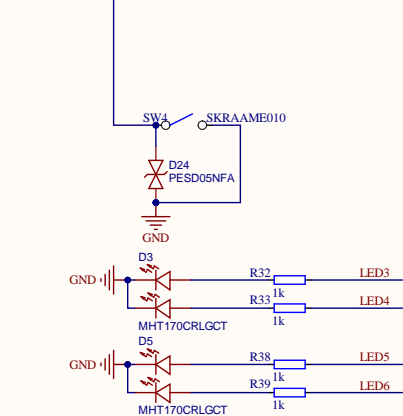 SW4 SKRAAME010
D24
PESD05NFA
GND
D3
GND R32 LED3
1k
R33 LED4
MHT170CRLGCT 1k
D5
GND R38 LED5
1k
R39 LED6
MHT170CRLGCT 1k